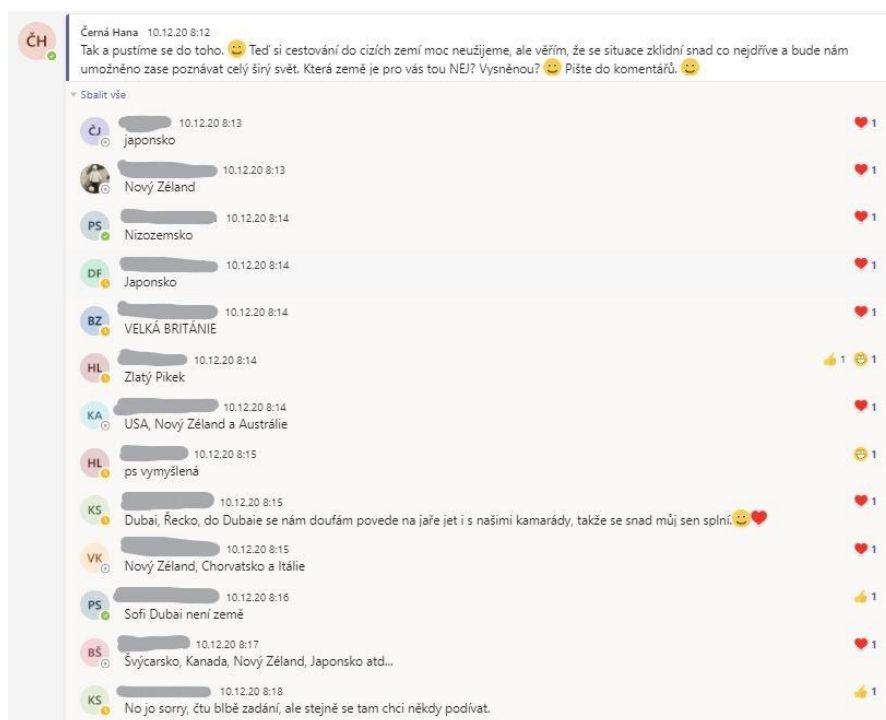 ČH
Černá Hana 10.12.20 8:12
Tak a pustíme se do toho. 🙂 Teď si cestování do cizích zemí moc neužijeme, ale věřím, že se situace zklidní snad co nejdříve a bude nám
umožněno zase poznávat celý širý svět. Která země je pro vás tou NEJ? Vysněnou? 🙂 Pište do komentářů. 🙂
Sbalit vše
ČJ
10.12.20 8:13
❤ 1
japonsko
10.12.20 8:13
❤ 1
Nový Zéland
PS
10.12.20 8:14
❤ 1
Nizozemsko
DF
10.12.20 8:14
❤ 1
Japonsko
BZ
10.12.20 8:14
❤ 1
VELKÁ BRITÁNIE
HL
10.12.20 8:14
👍 1 😁 1
Zlatý Pikek
KA
10.12.20 8:14
❤ 1
USA, Nový Zéland a Austrálie
HL
10.12.20 8:15
😁 1
ps vymyšlená
KS
10.12.20 8:15
❤ 1
Dubai, Řecko, do Dubaie se nám doufám povede na jaře jet i s našimi kamarády, takže se snad můj sen splní.🙂❤
VK
10.12.20 8:15
❤ 1
Nový Zéland, Chorvatsko a Itálie
PS
10.12.20 8:16
👍 1
Sofi Dubai není země
BŠ
10.12.20 8:17
❤ 1
Švýcarsko, Kanada, Nový Zéland, Japonsko atd...
KS
10.12.20 8:18
👍 1
No jo sorry, čtu blbě zadání, ale stejně se tam chci někdy podívat.